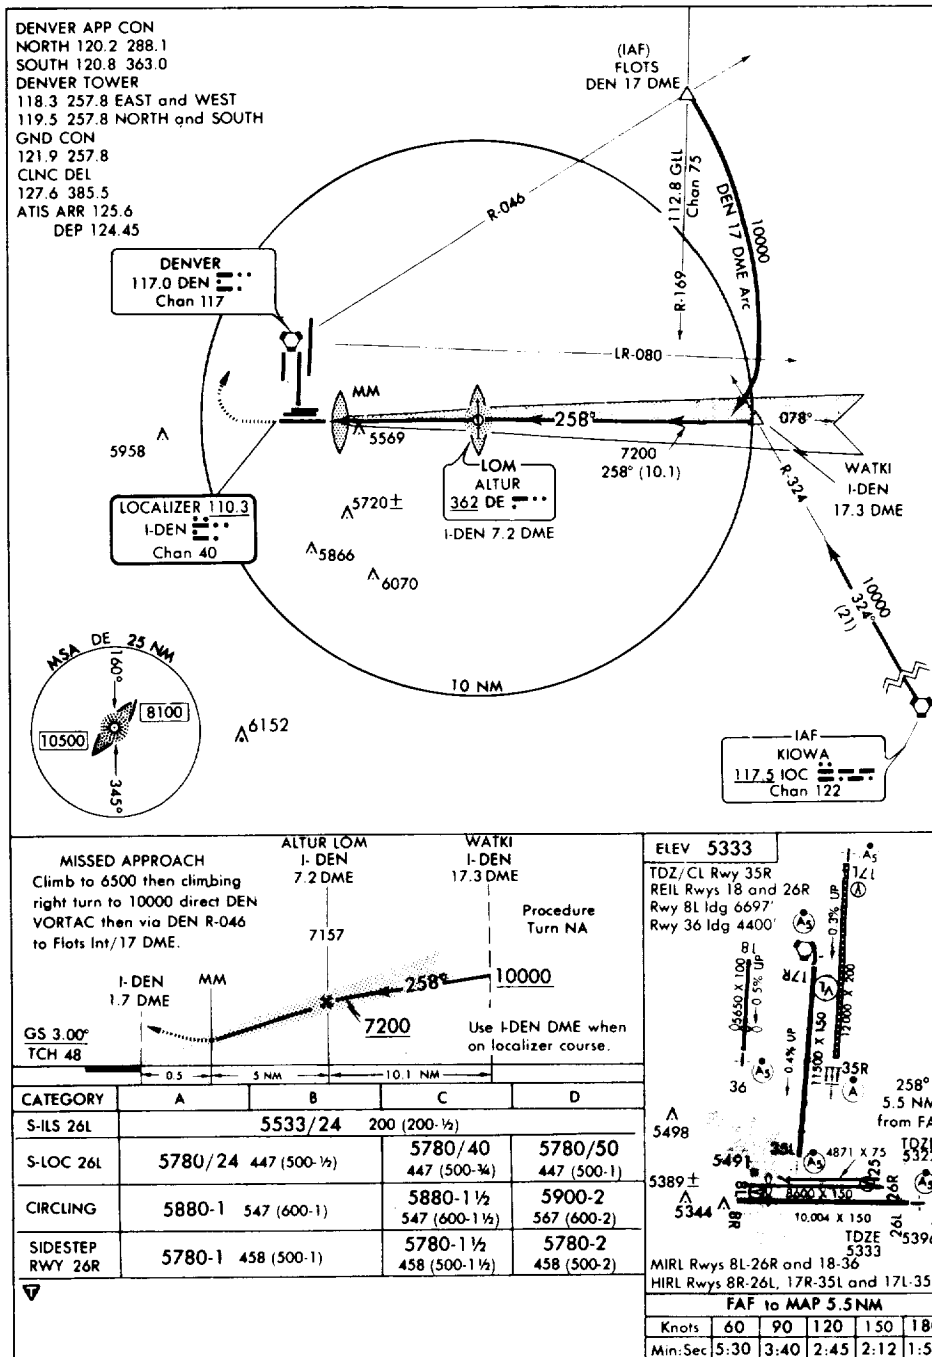 DENVER APP CON
NORTH 120.2 288.1
SOUTH 120.8 363.0
DENVER TOWER
118.3 257.8 EAST and WEST
119.5 257.8 NORTH and SOUTH
GND CON
121.9 257.8
CLNC DEL
127.6 385.5
ATIS ARR 125.6
DEP 124.45
(IAF)
FLOTS
DEN 17 DME
R-046
112.8 GLL
Chan 75
R-169
DEN 17 DME Arc
10000
DENVER
117.0 DEN
Chan 117
LR-080
MM
258°
078°
5958
5569
7200
258° (10.1)
WATKI
I-DEN
17.3 DME
R-324
LOM
ALTUR
362 DE
I-DEN 7.2 DME
LOCALIZER 110.3
I-DEN
Chan 40
5720±
5866
6070
10000
324°
(21)
10 NM
MSA DE 25 NM
160°
8100
10500
345°
6152
IAF
KIOWA
117.5 IOC
Chan 122
MISSED APPROACH
Climb to 6500 then climbing
right turn to 10000 direct DEN
VORTAC then via DEN R-046
to Flots Int/17 DME.
ALTUR LOM
I-DEN
7.2 DME
WATKI
I-DEN
17.3 DME
Procedure
Turn NA
7157
I-DEN
1.7 DME
MM
258°
10000
7200
Use I-DEN DME when
on localizer course.
GS 3.00°
TCH 48
0.5
5 NM
10.1 NM
CATEGORY A B C D
S-ILS 26L 5533/24 200 (200-½)
S-LOC 26L 5780/24 447 (500-½) 5780/40 447 (500-¾) 5780/50 447 (500-1)
CIRCLING 5880-1 547 (600-1) 5880-1½ 547 (600-1½) 5900-2 567 (600-2)
SIDESTEP RWY 26R 5780-1 458 (500-1) 5780-1½ 458 (500-1½) 5780-2 458 (500-2)
T
ELEV 5333
TDZ/CL Rwy 35R
REIL Rwys 18 and 26R
Rwy 8L ldg 6697'
Rwy 36 ldg 4400'
A5
17L
V
0.3% UP
A5
18
17R
5650 X 100
0.5% UP
VL
12000 X 200
0.4% UP
11500 X 150
36
A5
35R
A
258°
5.5 NM
from FA
5498
35L
A5
4871 X 75
TDZE
5491
5389±
8L
8600 X 150
26R
A5
5344
8R
10,004 X 150
26L
TDZE
5333
MIRL Rwys 8L-26R and 18-36
HIRL Rwys 8R-26L, 17R-35L and 17L-35
FAF to MAP 5.5 NM
Knots 60 90 120 150
Min:Sec 5:30 3:40 2:45 2:12